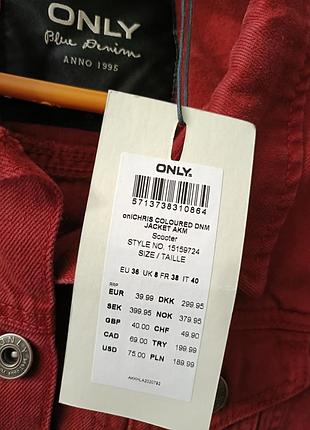 ONLY
Blue Denim
ANNO 1995
ONLY
5713738310864
onlCHRIS COLOURED DNM
JACKET AKM
Scooter
STYLE NO. 15159724
SIZE / TAILLE
EU 36 UK 8 FR 38 IT 40
RRP
EUR 39.99 DKK 299.95
SEK 399.95 NOK 379.95
GBP 40.00 CHF 49.90
CAD 69.00 TRY 199.99
USD 75.00 PLN 189.99
ONLY